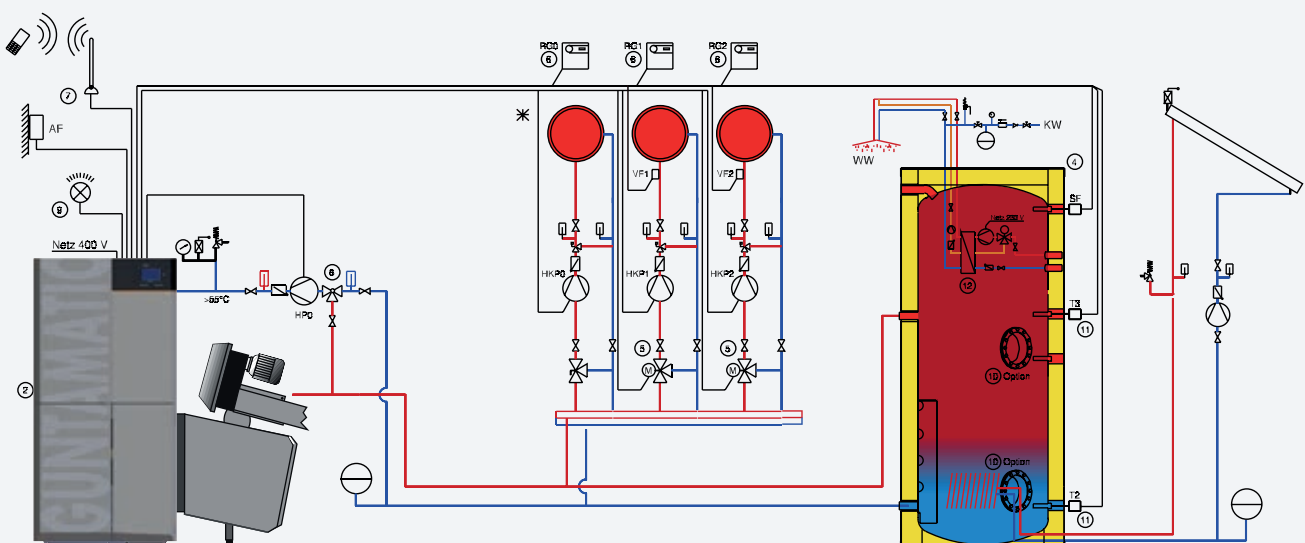 RC0
RC1
RC2
6
6
6
7
AF
9
Netz 400 V
>55°C
HP0
6
2
GUNTAMATIC
VF1
VF2
HKP0
HKP1
HKP2
5
M
5
M
WW
KW
4
SF
Netz 230 V
12
T3
11
10 Option
10 Option
T2
11